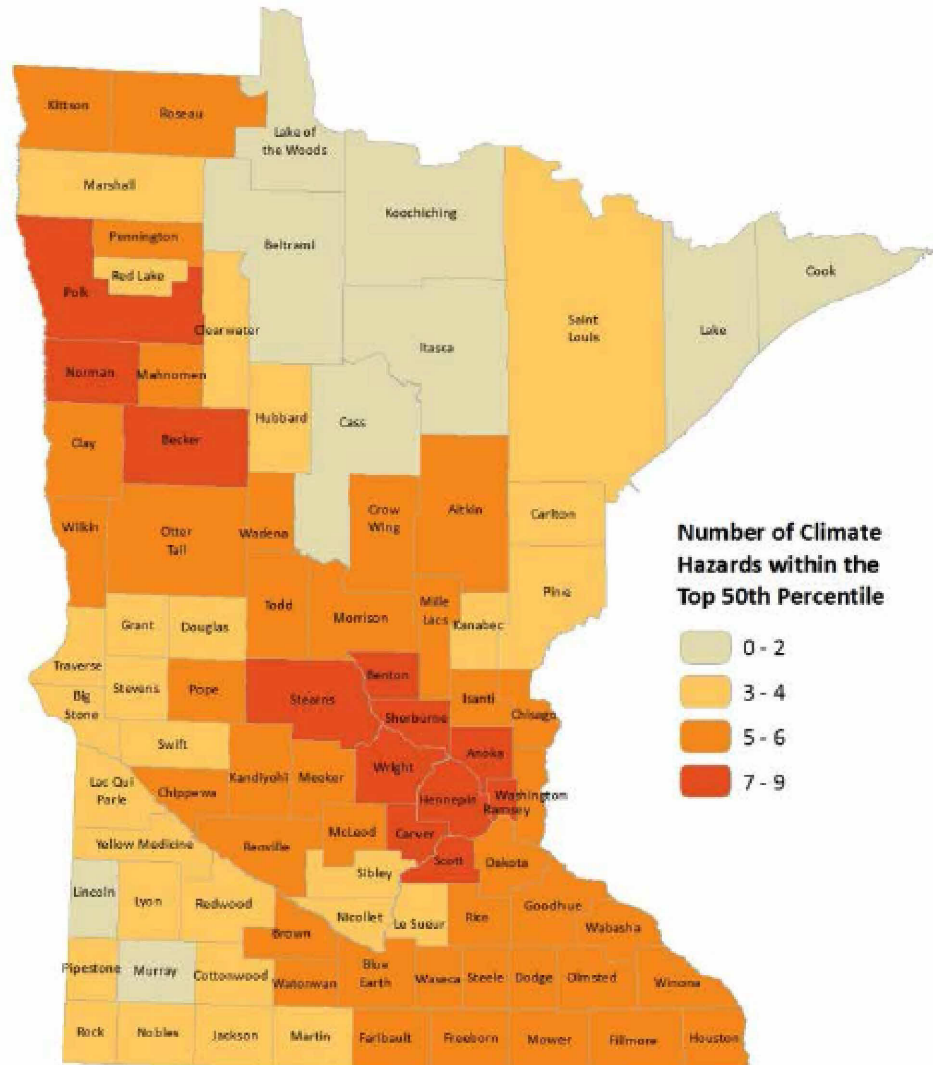 Kittson
Roseau
Lake of
the Woods
Marshall
Koochiching
Pennington
Beltrami
Cook
Red Lake
Polk
Saint
Louis
Clearwater
Lake
Itasca
Norman
Mahnomen
Hubbard
Cass
Clay
Becker
Crow
Wing
Aitkin
Carlton
Wilkin
Otter
Tail
Wadena
Number of Climate
Hazards within the
Top 50th Percentile
0 - 2
3 - 4
5 - 6
7 - 9
Pine
Todd
Morrison
Mille
Lacs
Kanabec
Grant
Douglas
Traverse
Stevens
Pope
Big
Stone
Stearns
Benton
Isanti
Chisago
Sherburne
Swift
Anoka
Wright
Lac Qui
Parle
Chippewa
Kandiyohi
Meeker
Hennepin
Washington
Ramsey
Yellow Medicine
Renville
McLeod
Carver
Scott
Dakota
Sibley
Lincoln
Lyon
Redwood
Nicollet
Le Sueur
Rice
Goodhue
Wabasha
Brown
Pipestone
Murray
Cottonwood
Watonwan
Blue
Earth
Waseca
Steele
Dodge
Olmsted
Winona
Rock
Nobles
Jackson
Martin
Faribault
Freeborn
Mower
Fillmore
Houston